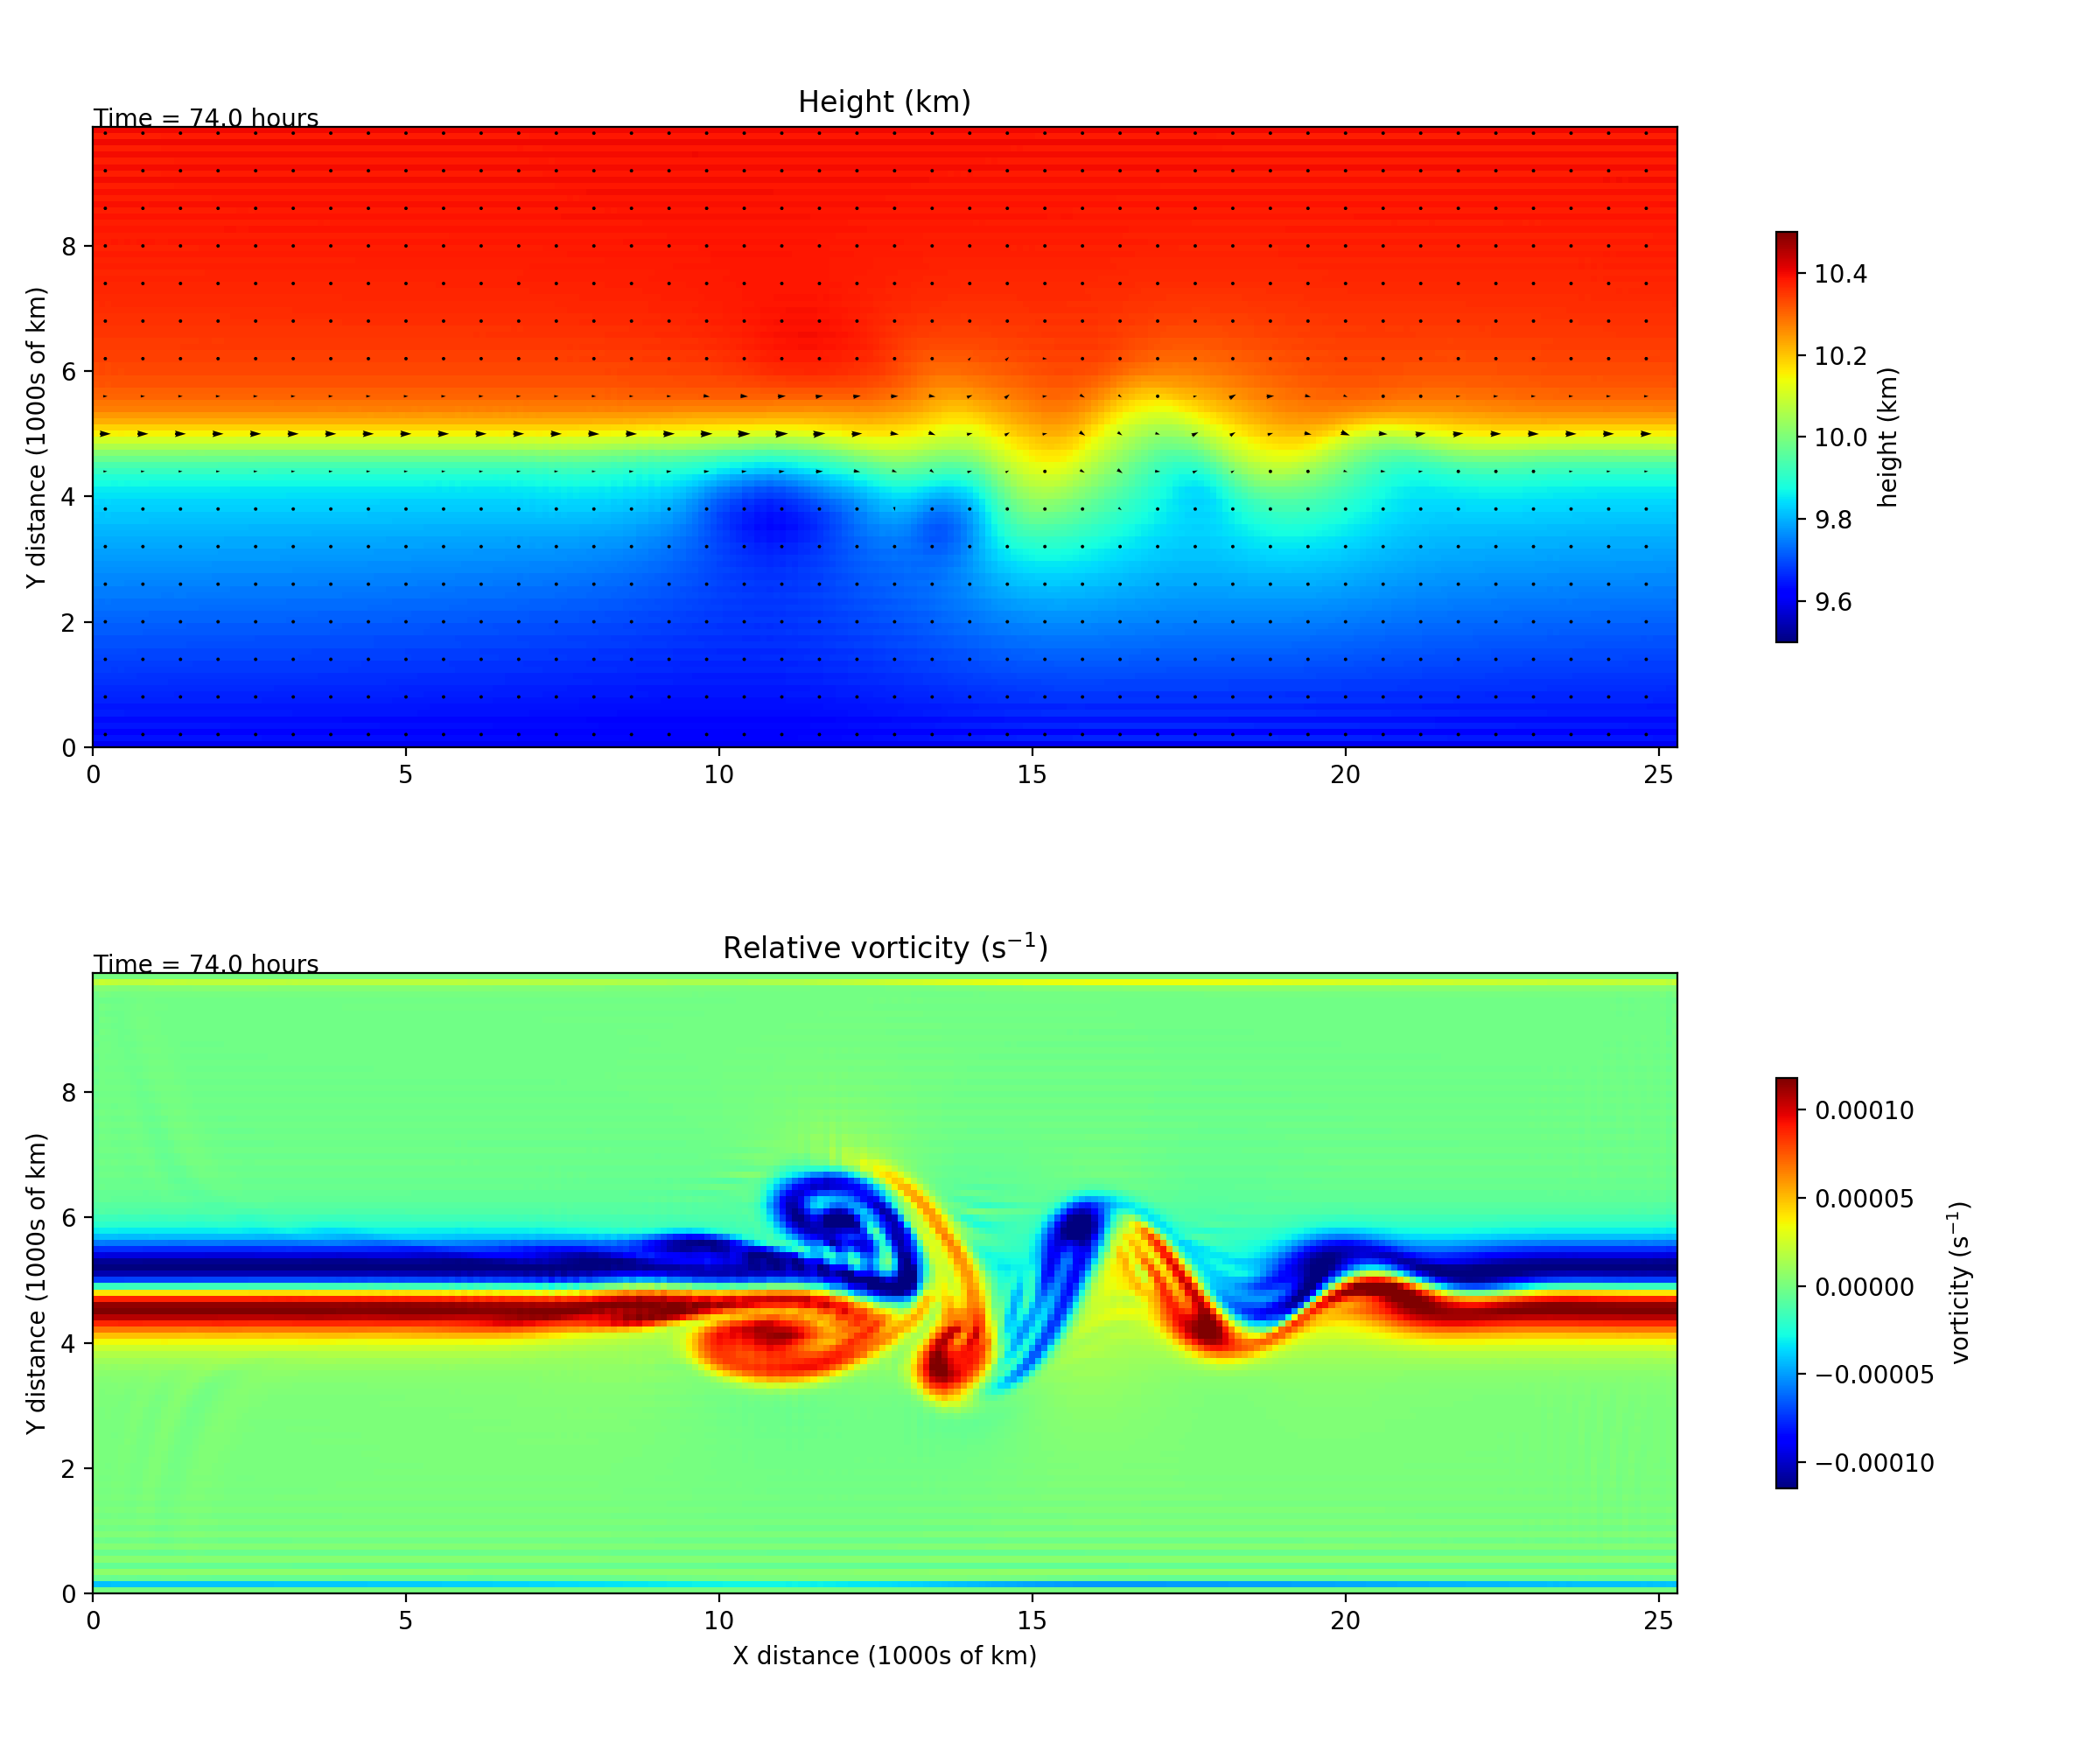 Height (km)
Time = 74.0 hours
Y distance (1000s of km)
8
6
4
2
0
0 5 10 15 20 25
10.4
10.2
10.0
9.8
9.6
height (km)
Relative vorticity (s⁻¹)
Time = 74.0 hours
Y distance (1000s of km)
8
6
4
2
0
0 5 10 15 20 25
X distance (1000s of km)
0.00010
0.00005
0.00000
−0.00005
−0.00010
vorticity (s⁻¹)